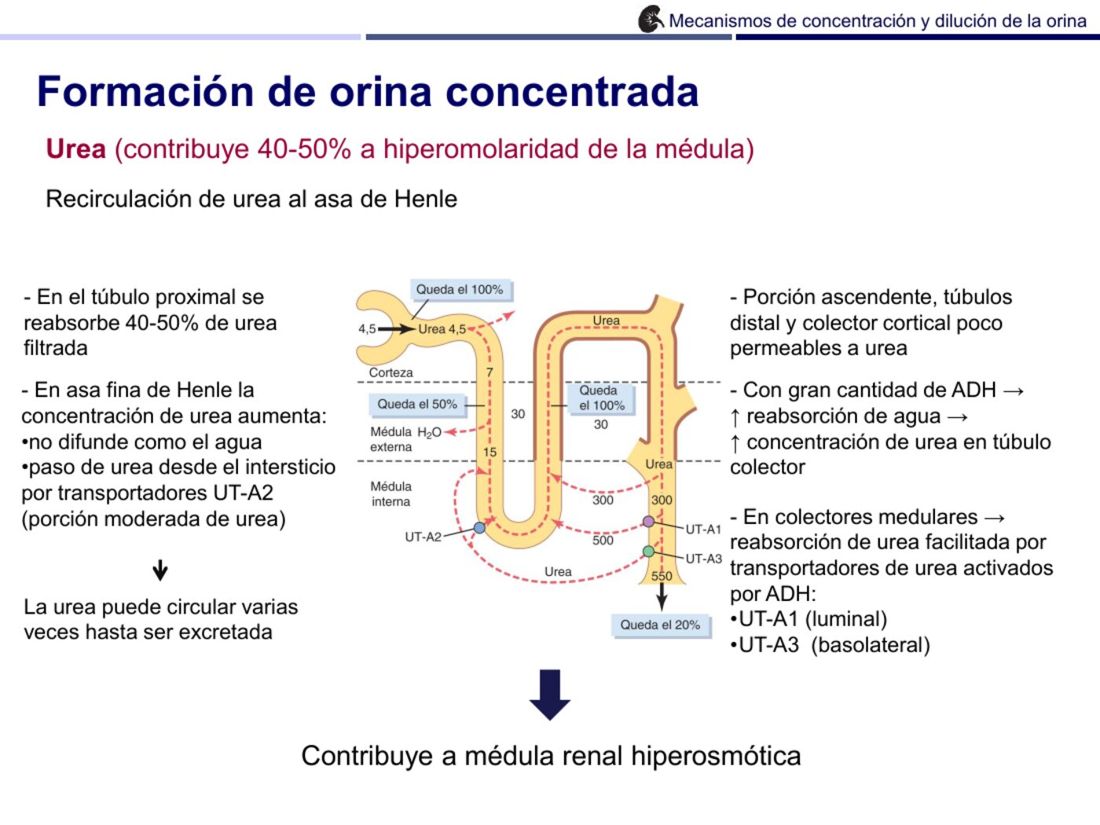 Mecanismos de concentración y dilución de la orina
Formación de orina concentrada
Urea (contribuye 40-50% a hiperomolaridad de la médula)
Recirculación de urea al asa de Henle
- En el túbulo proximal se
reabsorbe 40-50% de urea
filtrada
- En asa fina de Henle la
concentración de urea aumenta:
•no difunde como el agua
•paso de urea desde el intersticio
por transportadores UT-A2
(porción moderada de urea)
La urea puede circular varias
veces hasta ser excretada
Queda el 100%
4,5
Urea 4,5
Urea
Corteza
7
Queda el 50%
30
Queda
el 100%
30
Médula
externa
H₂O
15
Urea
Médula
interna
300
300
UT-A2
500
UT-A1
UT-A3
Urea
550
Queda el 20%
- Porción ascendente, túbulos
distal y colector cortical poco
permeables a urea
- Con gran cantidad de ADH →
↑ reabsorción de agua →
↑ concentración de urea en túbulo
colector
- En colectores medulares →
reabsorción de urea facilitada por
transportadores de urea activados
por ADH:
•UT-A1 (luminal)
•UT-A3 (basolateral)
Contribuye a médula renal hiperosmótica